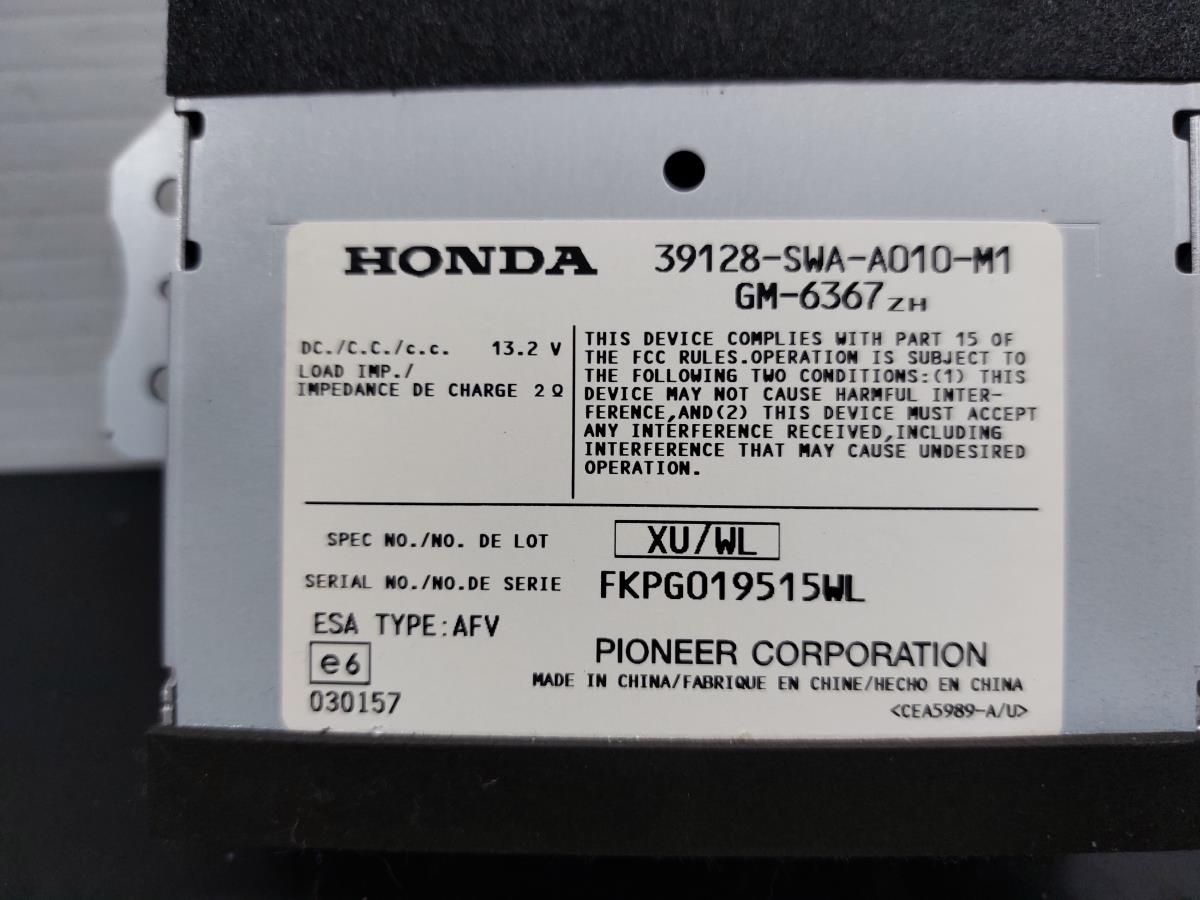 HONDA 39128-SWA-A010-M1
GM-6367 ZH
DC./C.C./c.c. 13.2 V
LOAD IMP./
IMPEDANCE DE CHARGE 2 Ω
THIS DEVICE COMPLIES WITH PART 15 OF
THE FCC RULES.OPERATION IS SUBJECT TO
THE FOLLOWING TWO CONDITIONS:(1) THIS
DEVICE MAY NOT CAUSE HARMFUL INTER-
FERENCE,AND(2) THIS DEVICE MUST ACCEPT
ANY INTERFERENCE RECEIVED,INCLUDING
INTERFERENCE THAT MAY CAUSE UNDESIRED
OPERATION.
SPEC NO./NO. DE LOT XU/WL
SERIAL NO./NO.DE SERIE FKPG019515WL
ESA TYPE:AFV
e6
030157
PIONEER CORPORATION
MADE IN CHINA/FABRIQUE EN CHINE/HECHO EN CHINA
<CEA5989-A/U>